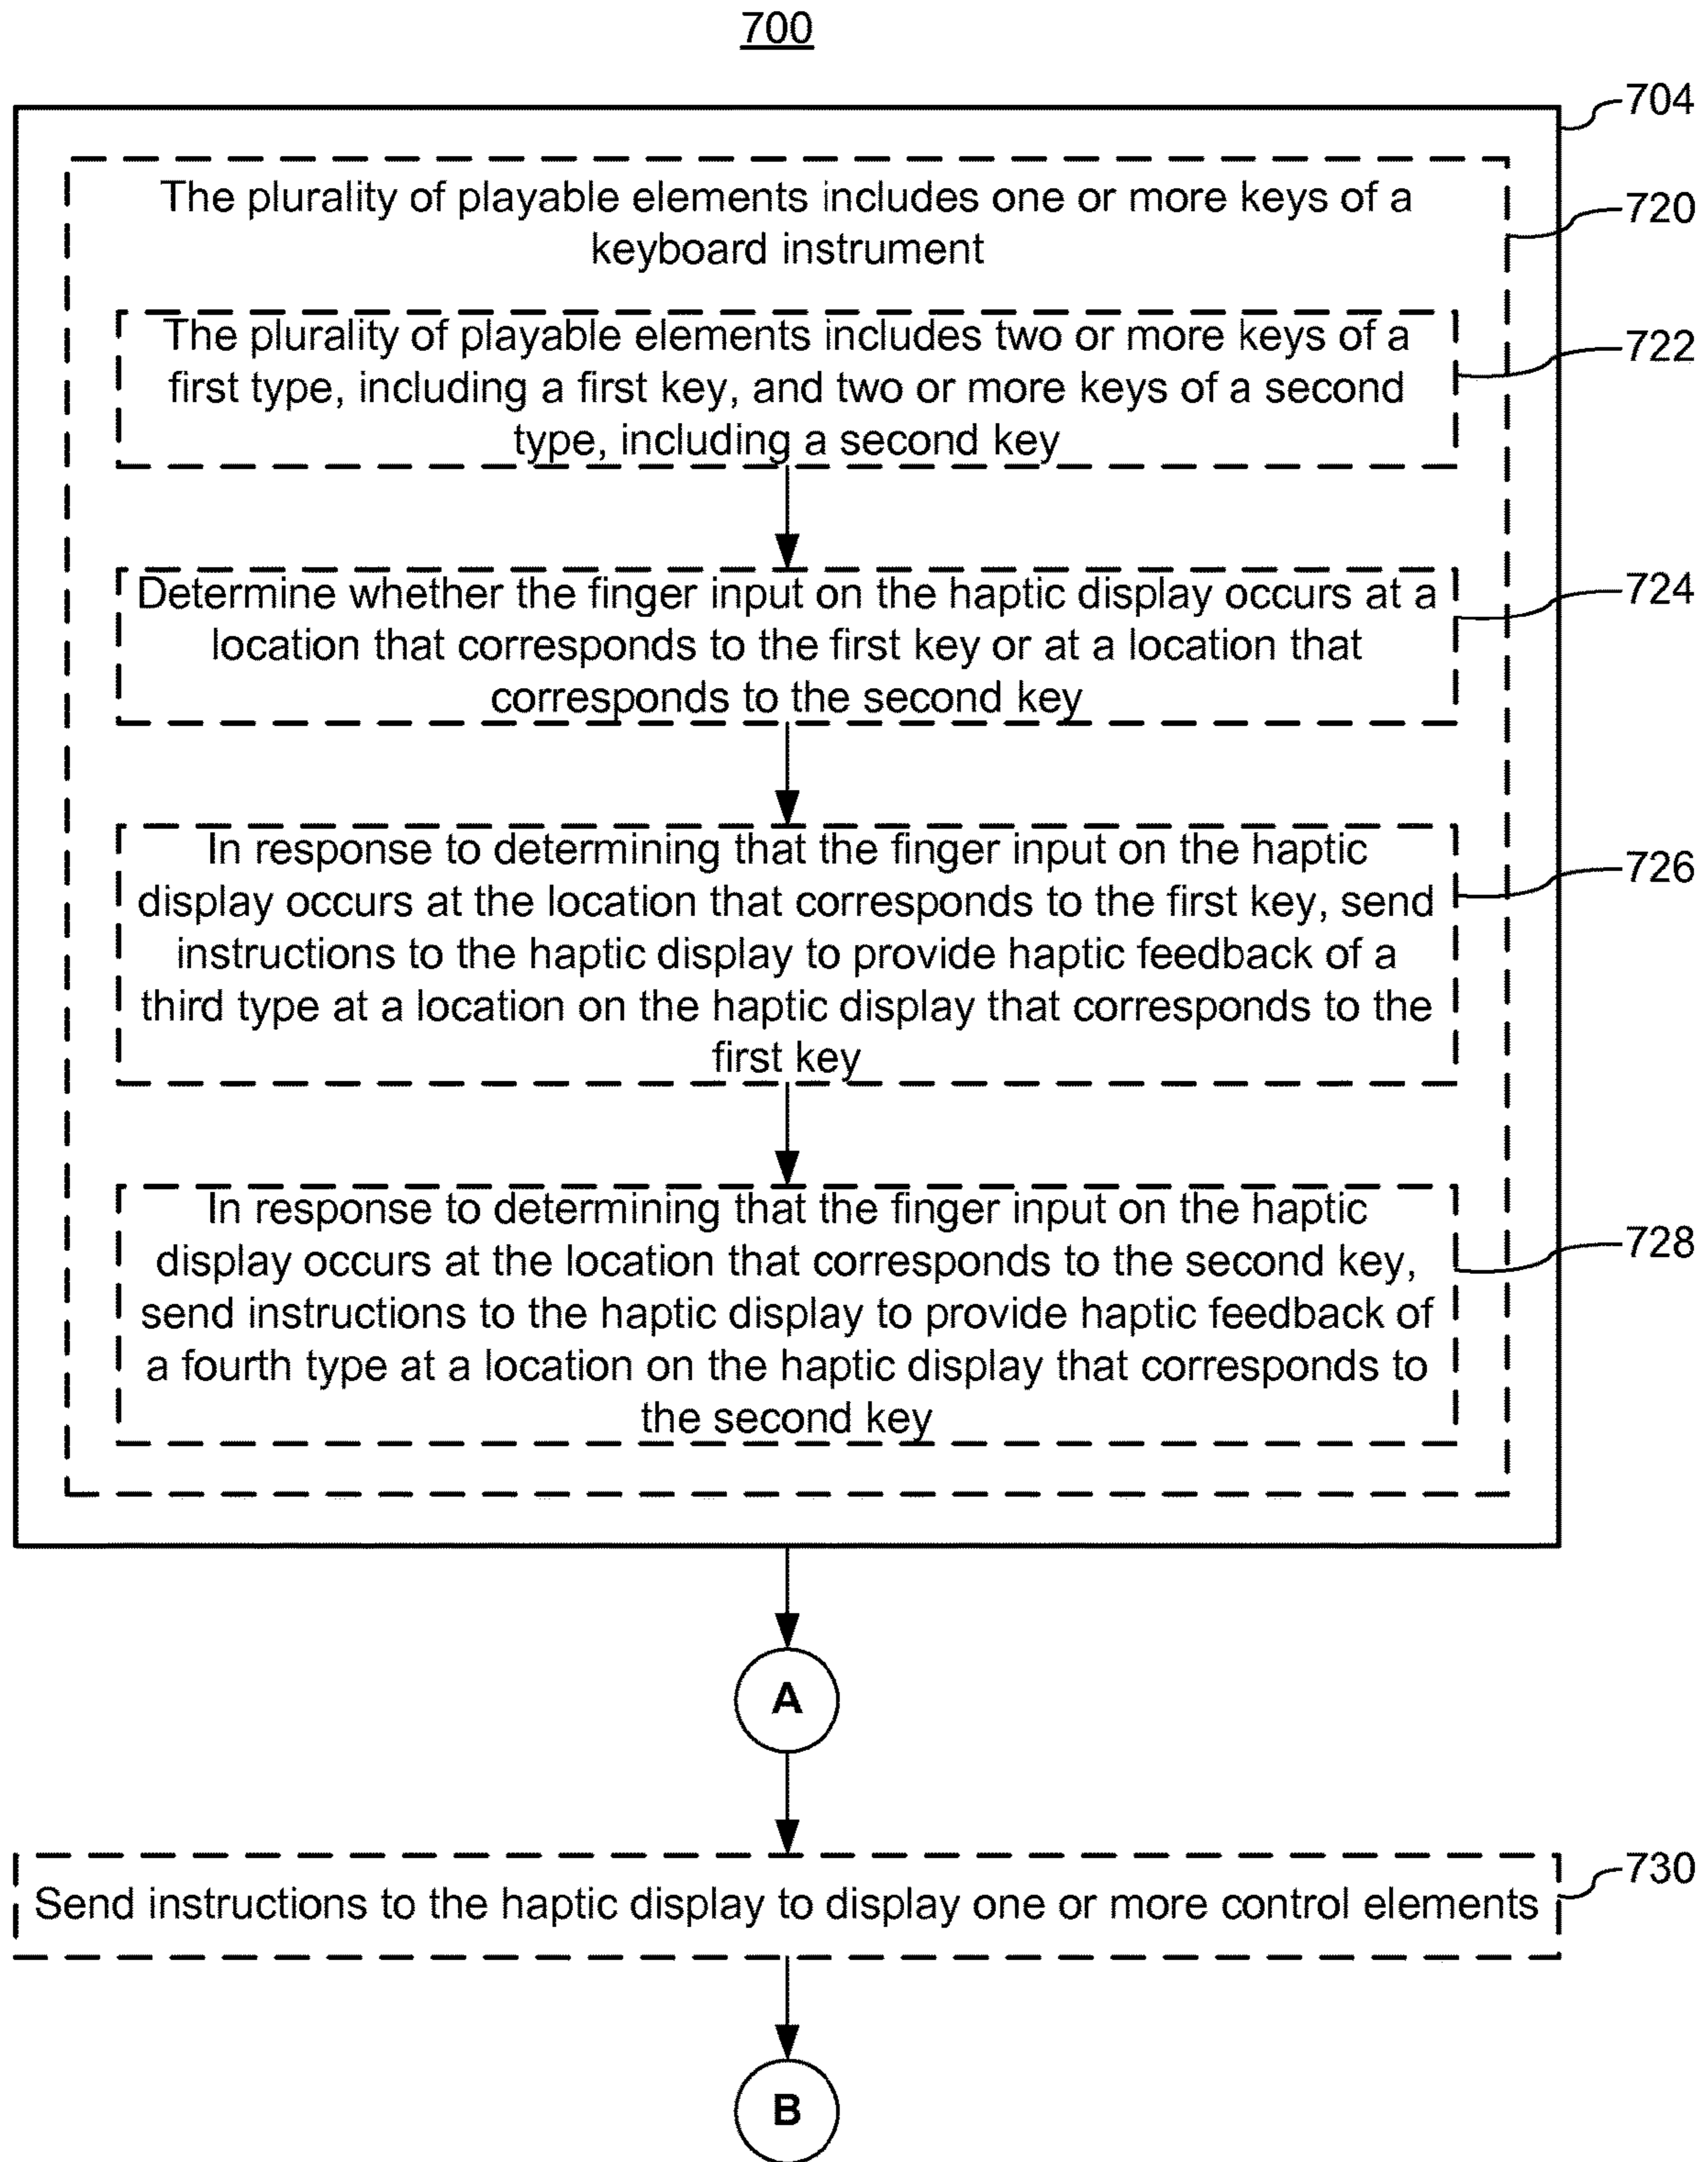 700
704
The plurality of playable elements includes one or more keys of a
keyboard instrument
720
The plurality of playable elements includes two or more keys of a
first type, including a first key, and two or more keys of a second
type, including a second key
722
Determine whether the finger input on the haptic display occurs at a
location that corresponds to the first key or at a location that
corresponds to the second key
724
In response to determining that the finger input on the haptic
display occurs at the location that corresponds to the first key, send
instructions to the haptic display to provide haptic feedback of a
third type at a location on the haptic display that corresponds to the
first key
726
In response to determining that the finger input on the haptic
display occurs at the location that corresponds to the second key,
send instructions to the haptic display to provide haptic feedback of
a fourth type at a location on the haptic display that corresponds to
the second key
728
A
Send instructions to the haptic display to display one or more control elements
730
B